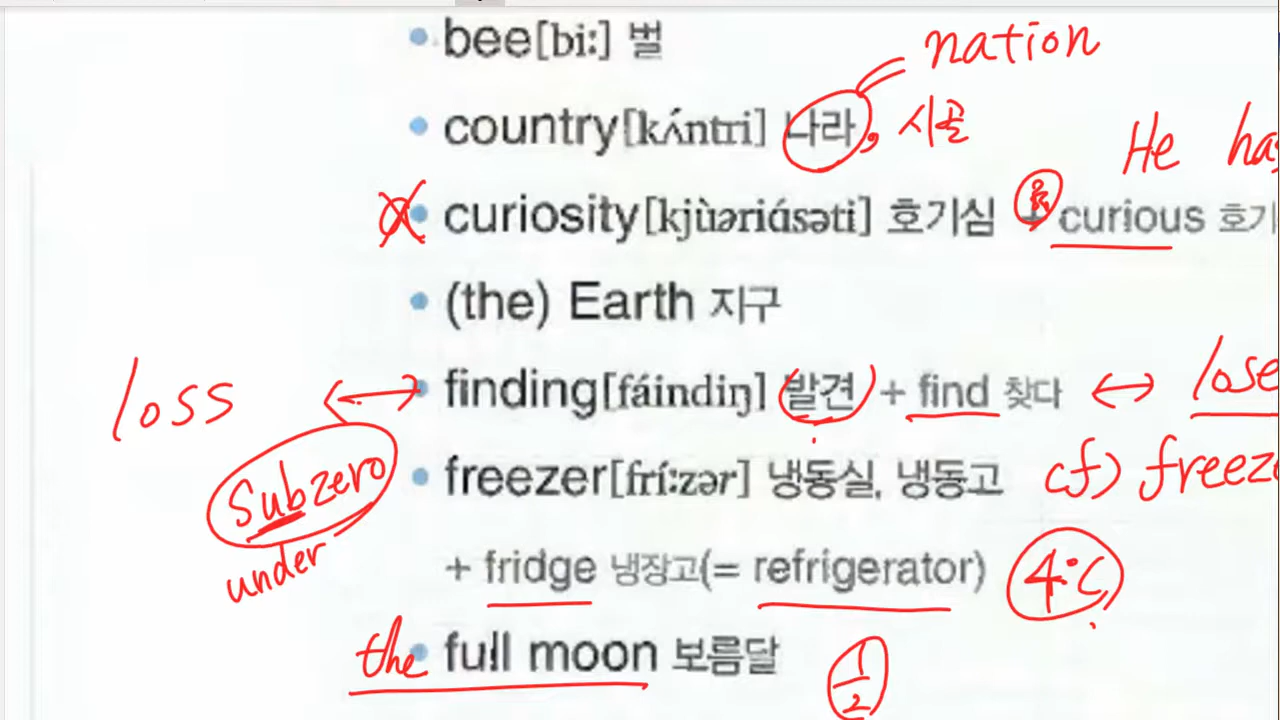 bee[bi:] 벌
nation
country[kʌ́ntri] 나라, 시골
He has
curiosity[kjùəriásəti] 호기심 curious 호기
(the) Earth 지구
loss ↔ finding[fáindiŋ] 발견 + find 찾다 ↔ lose
Subzero freezer[frí:zər] 냉동실, 냉동고 cf) freeze
under + fridge 냉장고(= refrigerator) 4°C
the full moon 보름달 1/2